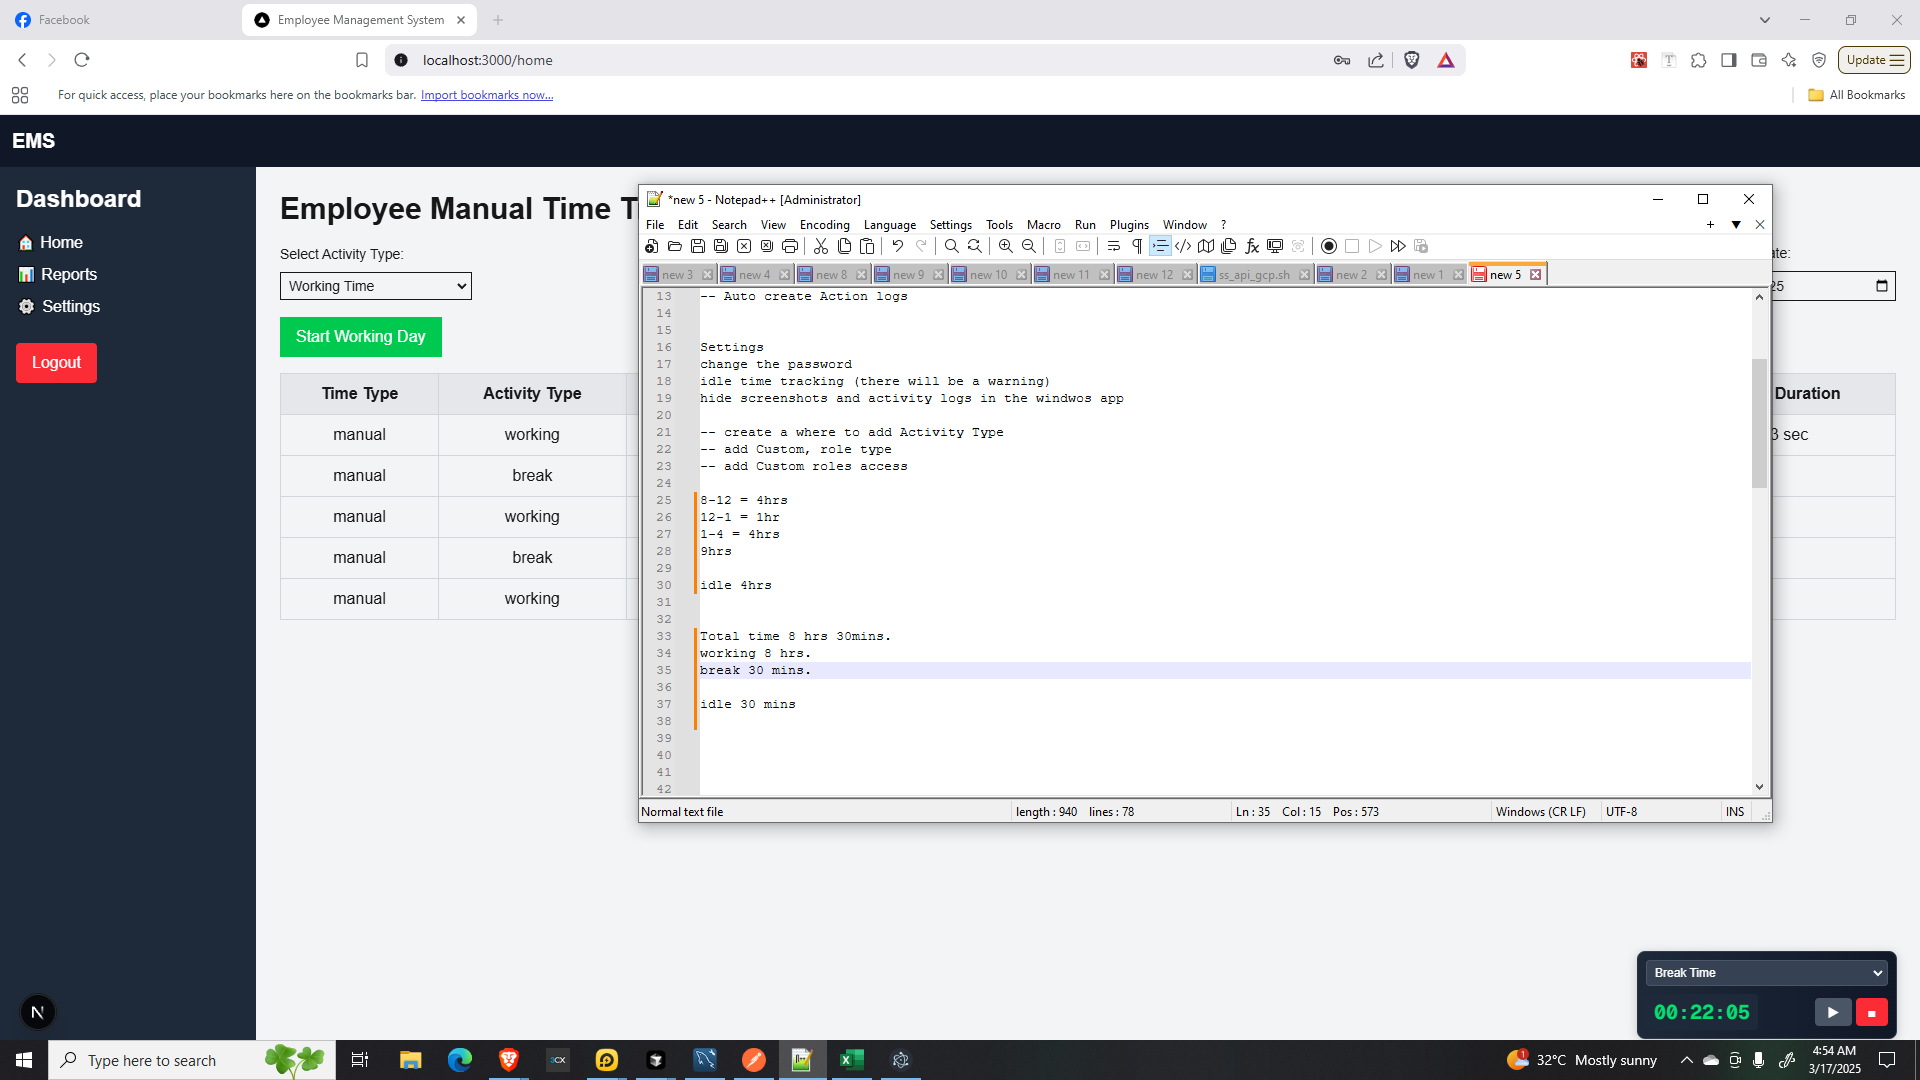 Facebook
Employee Management System
localhost:3000/home
Update
For quick access, place your bookmarks here on the bookmarks bar. Import bookmarks now...
All Bookmarks
EMS
Dashboard
Home
Reports
Settings
Logout
Employee Manual Time T
Select Activity Type:
Working Time
Start Working Day
Time Type Activity Type
manual working
manual break
manual working
manual break
manual working
ate:
25
Duration
3 sec
*new 5 - Notepad++ [Administrator]
File Edit Search View Encoding Language Settings Tools Macro Run Plugins Window ?
new 3 new 4 new 8 new 9 new 10 new 11 new 12 ss_api_gcp.sh new 2 new 1 new 5
13 -- Auto create Action logs
14
15
16 Settings
17 change the password
18 idle time tracking (there will be a warning)
19 hide screenshots and activity logs in the windwos app
20
21 -- create a where to add Activity Type
22 -- add Custom, role type
23 -- add Custom roles access
24
25 8-12 = 4hrs
26 12-1 = 1hr
27 1-4 = 4hrs
28 9hrs
29
30 idle 4hrs
31
32
33 Total time 8 hrs 30mins.
34 working 8 hrs.
35 break 30 mins.
36
37 idle 30 mins
38
39
40
41
42
Normal text file length : 940 lines : 78 Ln : 35 Col : 15 Pos : 573 Windows (CR LF) UTF-8 INS
Break Time
00:22:05
N
Type here to search
32°C Mostly sunny
4:54 AM
3/17/2025